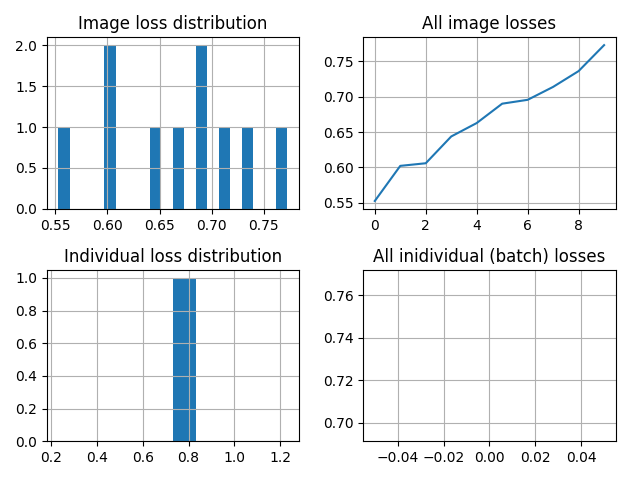 Image loss distribution
2.0
1.5
1.0
0.5
0.0
0.55 0.60 0.65 0.70 0.75
All image losses
0.75
0.70
0.65
0.60
0.55
0 2 4 6 8
Individual loss distribution
1.0
0.8
0.6
0.4
0.2
0.0
0.2 0.4 0.6 0.8 1.0 1.2
All inidividual (batch) losses
0.76
0.74
0.72
0.70
−0.04 −0.02 0.00 0.02 0.04